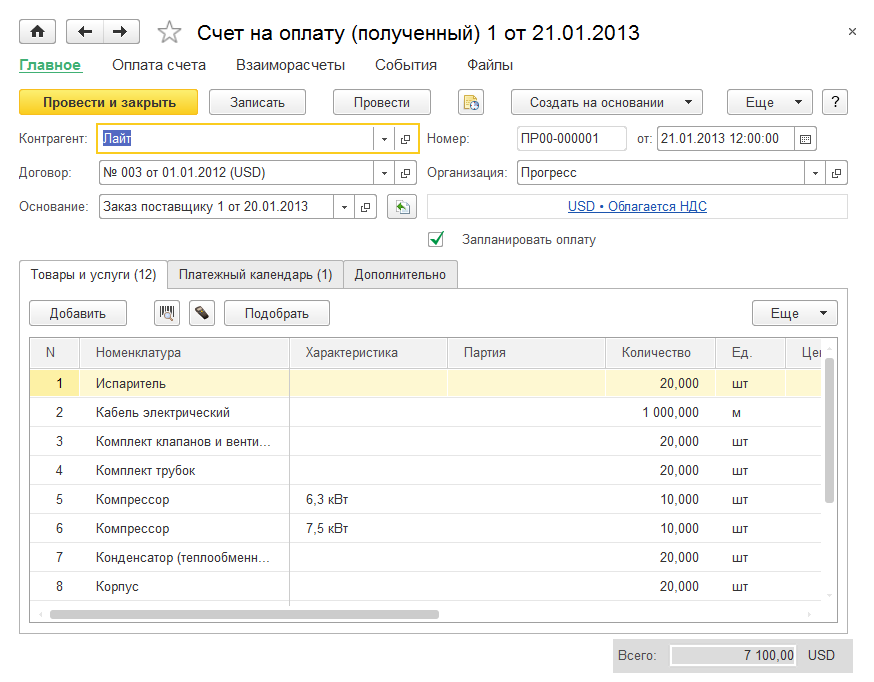 Счет на оплату (полученный) 1 от 21.01.2013
Главное Оплата счета Взаиморасчеты События Файлы
Провести и закрыть Записать Провести Создать на основании Еще ?
Контрагент: Лайт Номер: ПР00-000001 от: 21.01.2013 12:00:00
Договор: № 003 от 01.01.2012 (USD) Организация: Прогресс
Основание: Заказ поставщику 1 от 20.01.2013 USD • Облагается НДС
Запланировать оплату
Товары и услуги (12) Платежный календарь (1) Дополнительно
Добавить Подобрать Еще
N Номенклатура Характеристика Партия Количество Ед. Це
1 Испаритель 20,000 шт
2 Кабель электрический 1 000,000 м
3 Комплект клапанов и венти... 20,000 шт
4 Комплект трубок 20,000 шт
5 Компрессор 6,3 кВт 10,000 шт
6 Компрессор 7,5 кВт 10,000 шт
7 Конденсатор (теплообменн... 20,000 шт
8 Корпус 20,000 шт
Всего: 7 100,00 USD